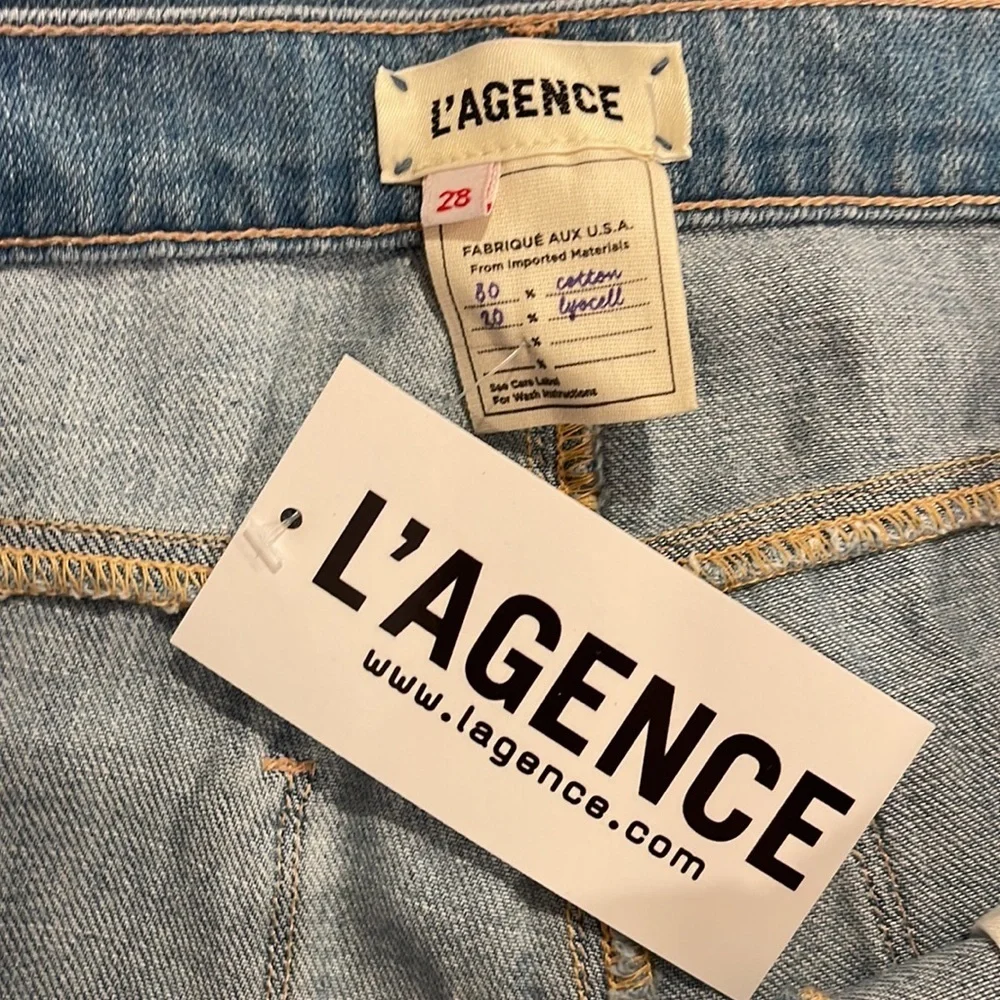 L'AGENCE
28
FABRIQUÉ AUX U.S.A.
From Imported Materials
80 % cotton
20 % lyocell
%
%
See Care Label
For Wash Instructions
L'AGENCE
www.lagence.com